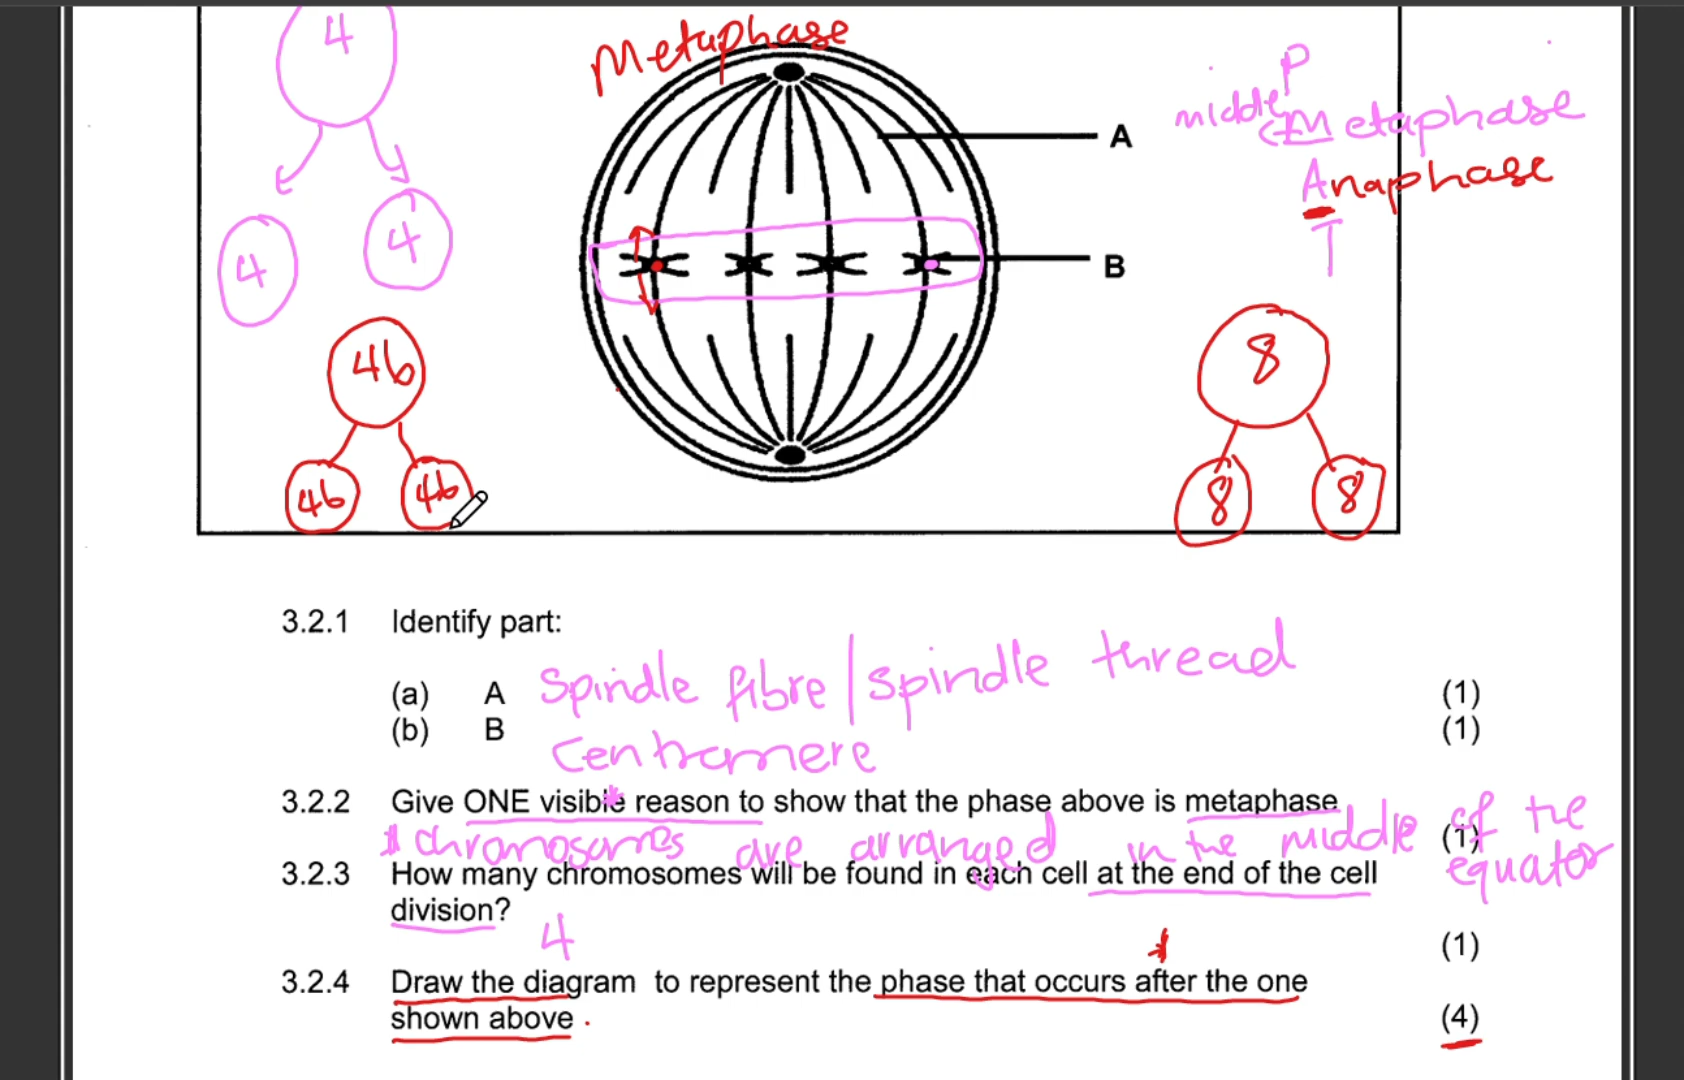 4
Metaphase
P
middle Metaphase
A
Anaphase
T
B
4
4
46
8
46
46
8
8
3.2.1 Identify part:
(a) A Spindle fibre/spindle thread (1)
(b) B (1)
Centromere
3.2.2 Give ONE visible reason to show that the phase above is metaphase
* chromosomes are arranged in the middle of the equator (1)
3.2.3 How many chromosomes will be found in each cell at the end of the cell
division?
4
(1)
3.2.4 Draw the diagram to represent the phase that occurs after the one
shown above. (4)